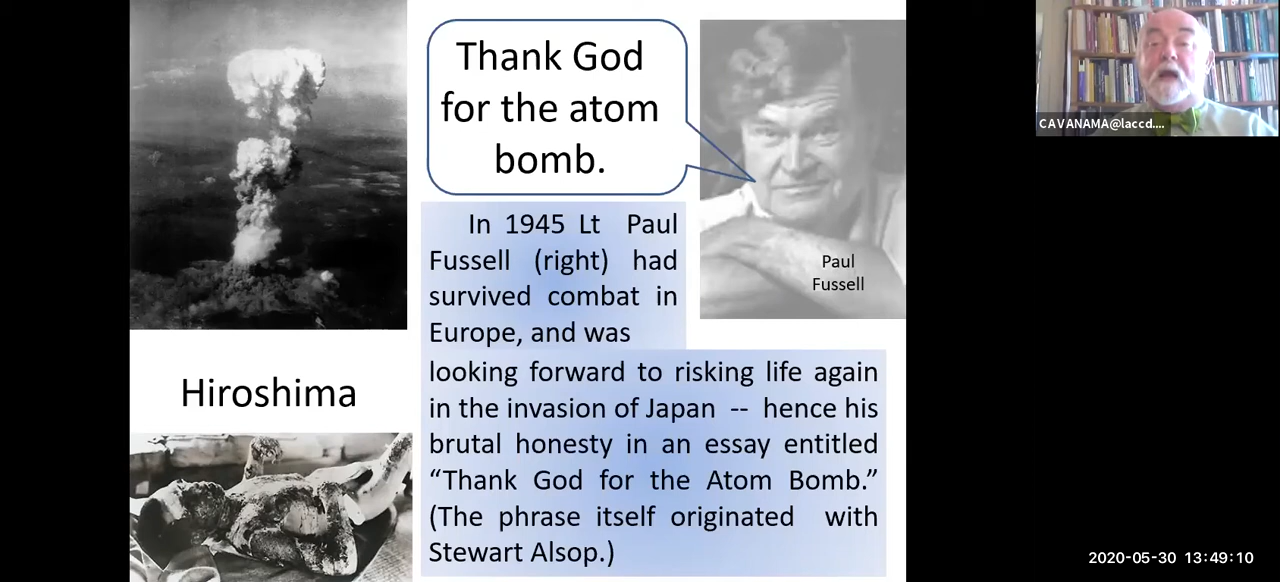 Thank God
for the atom
bomb.
Paul
Fussell
In 1945 Lt Paul
Fussell (right) had
survived combat in
Europe, and was
looking forward to risking life again
in the invasion of Japan -- hence his
brutal honesty in an essay entitled
“Thank God for the Atom Bomb.”
(The phrase itself originated with
Stewart Alsop.)
Hiroshima
CAVANAMA@laccd....
2020-05-30 13:49:10